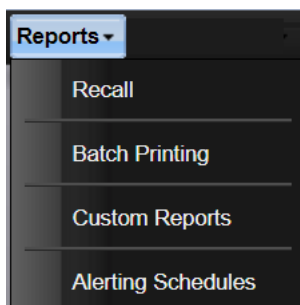 Reports
Recall
Batch Printing
Custom Reports
Alerting Schedules